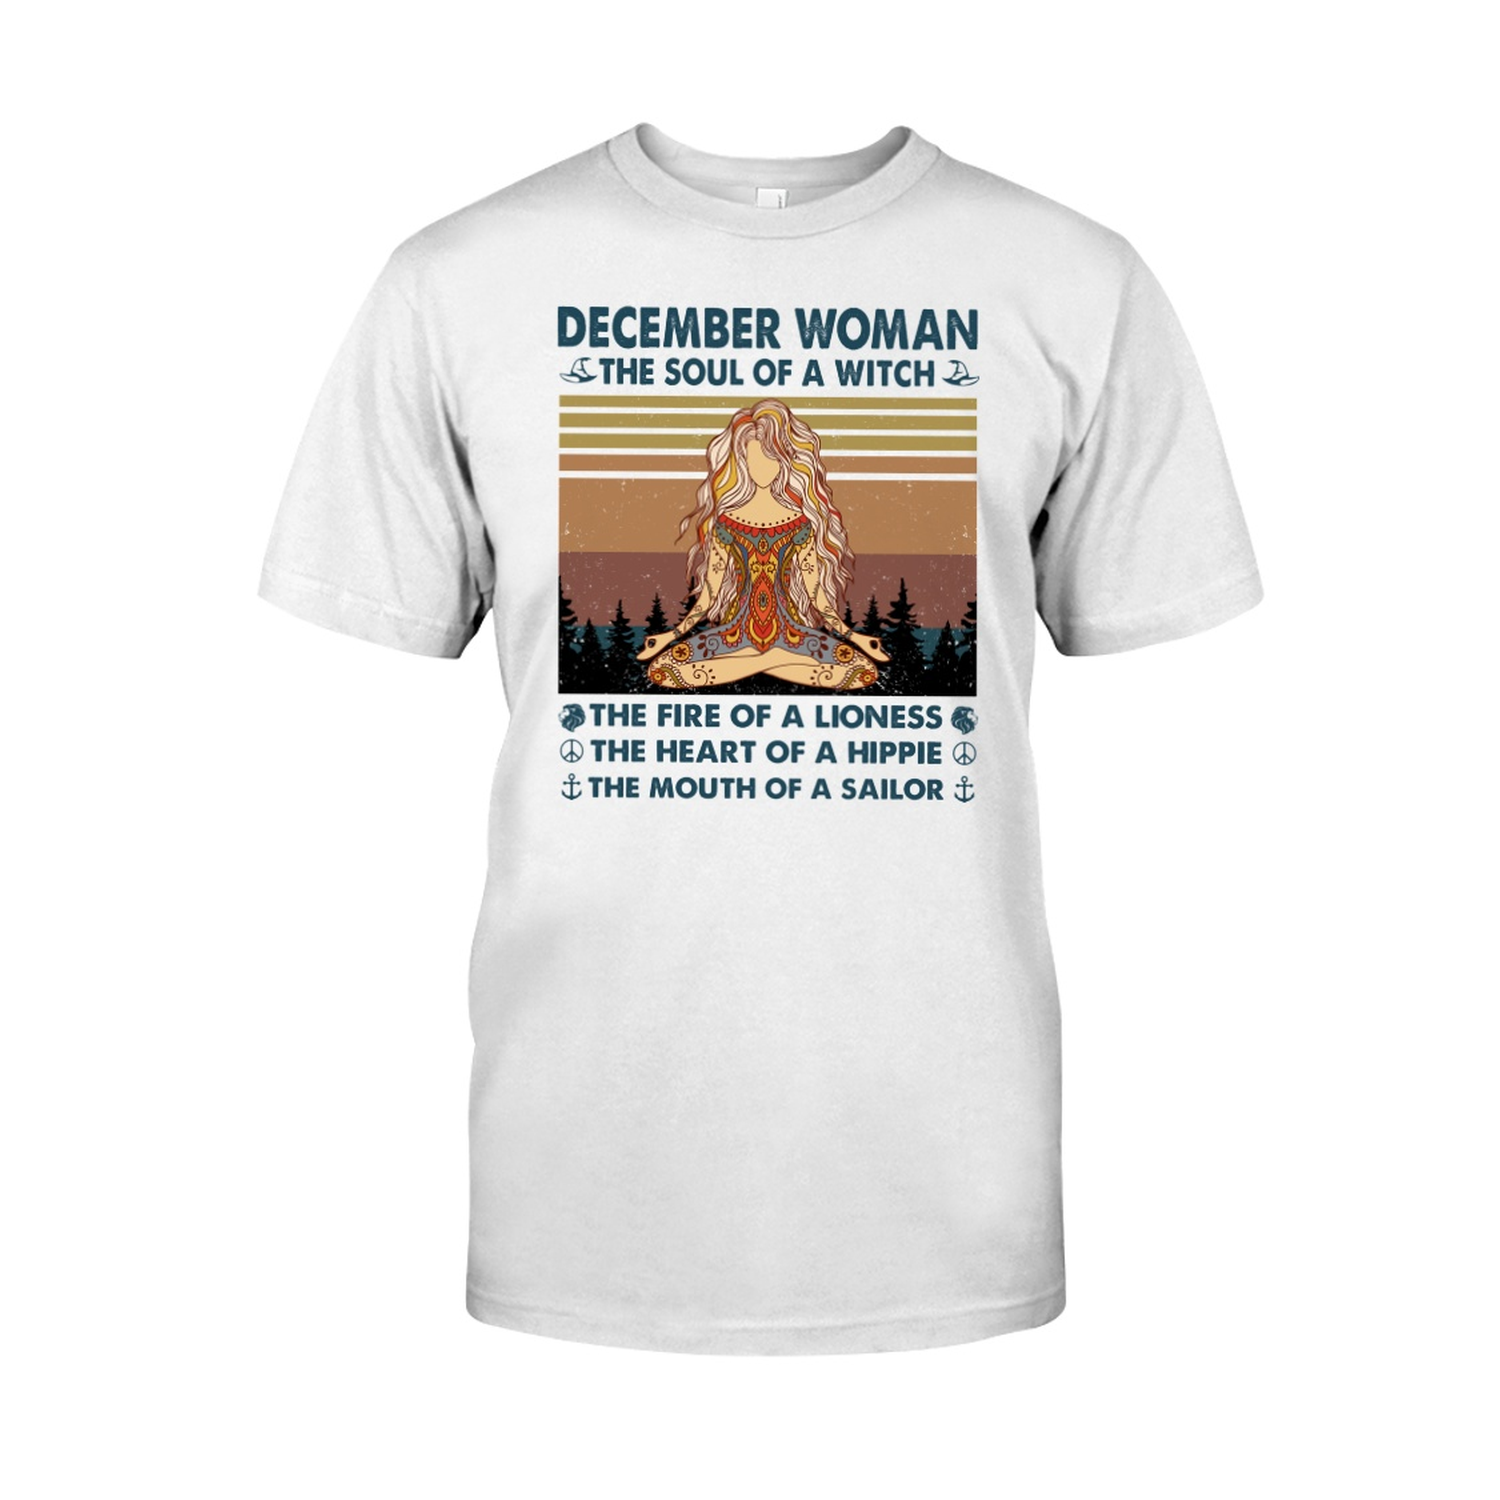 DECEMBER WOMAN
THE SOUL OF A WITCH
THE FIRE OF A LIONESS
THE HEART OF A HIPPIE
THE MOUTH OF A SAILOR